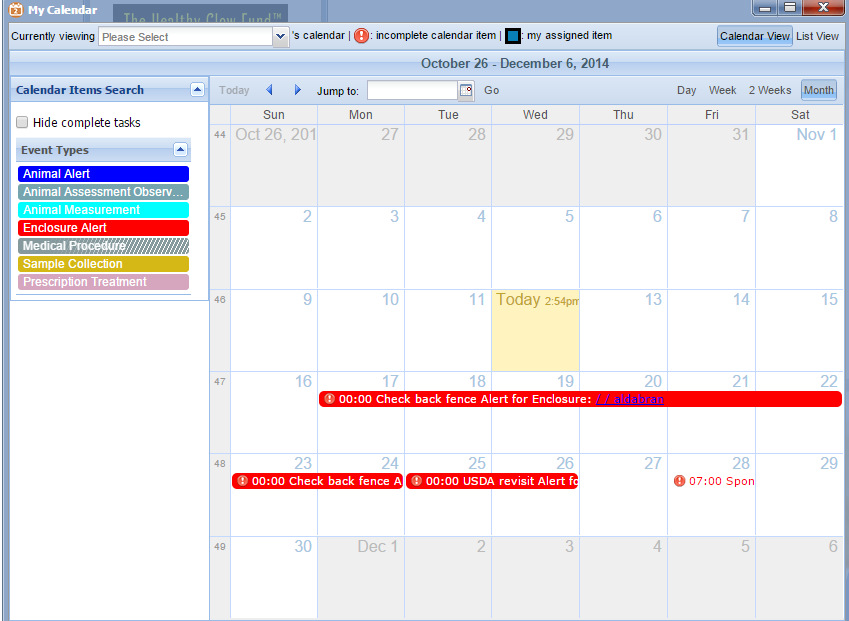 My Calendar
The Healthy Claw Fund™
Currently viewing Please Select 's calendar | : incomplete calendar item | : my assigned item Calendar View List View
October 26 - December 6, 2014
Calendar Items Search
Today Jump to: Go Day Week 2 Weeks Month
Hide complete tasks
Event Types
Animal Alert
Animal Assessment Observ...
Animal Measurement
Enclosure Alert
Medical Procedure
Sample Collection
Prescription Treatment
Sun Mon Tue Wed Thu Fri Sat
44 Oct 26, 201 27 28 29 30 31 Nov 1
45 2 3 4 5 6 7 8
46 9 10 11 Today 2:54pm 13 14 15
47 16 17 18 19 20 21 22
00:00 Check back fence Alert for Enclosure: / / aldabran
48 23 24 25 26 27 28 29
00:00 Check back fence A 00:00 USDA revisit Alert fo 07:00 Spon
49 30 Dec 1 2 3 4 5 6